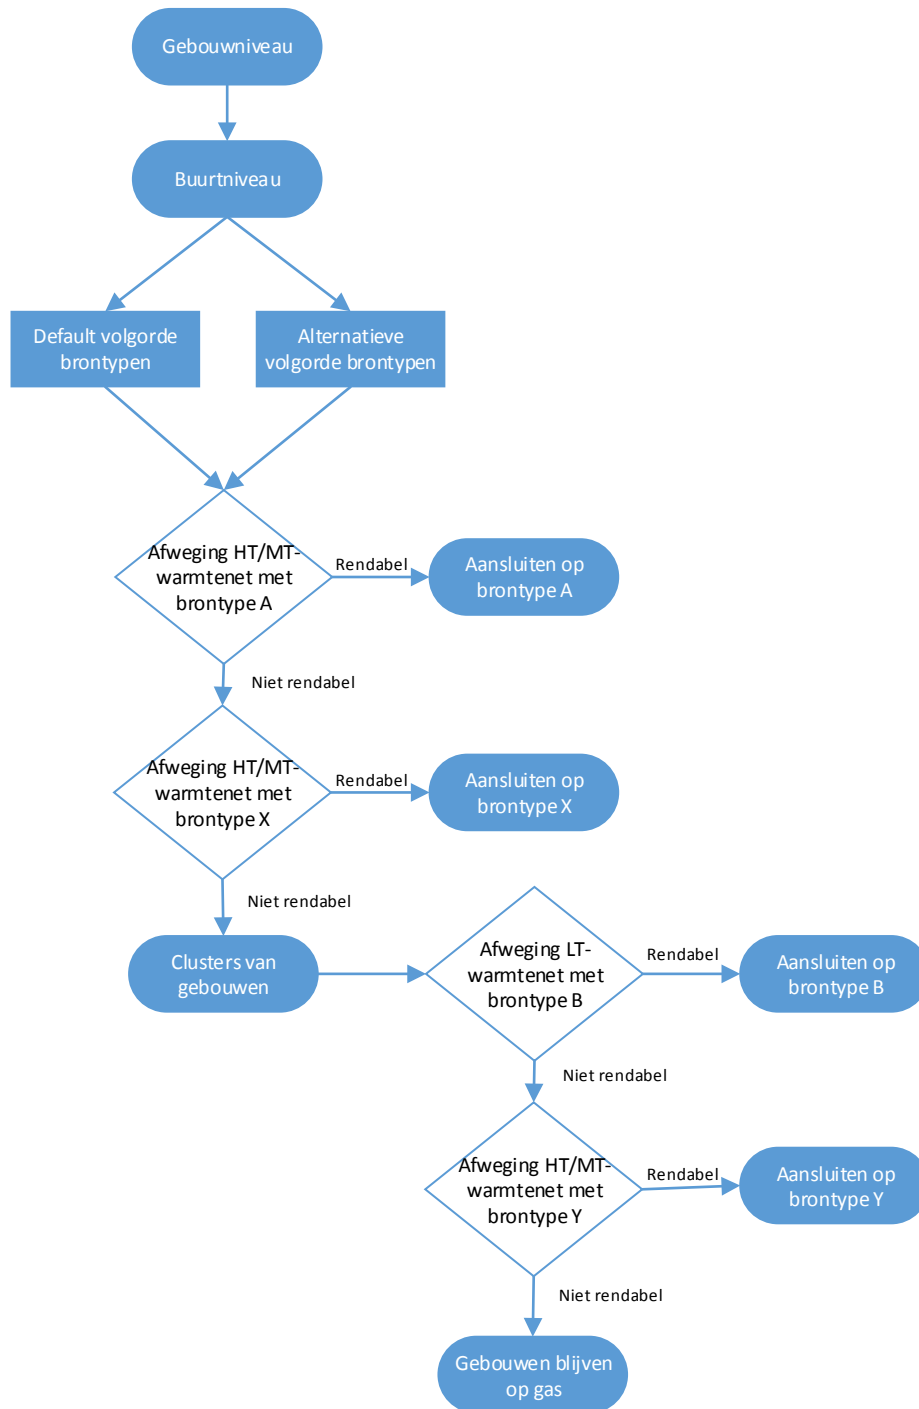 Gebouwniveau
Buurtniveau
Default volgorde
brontypen
Alternatieve
volgorde brontypen
Afweging HT/MT-
warmtenet met
brontype A
Rendabel
Aansluiten op
brontype A
Niet rendabel
Afweging HT/MT-
warmtenet met
brontype X
Rendabel
Aansluiten op
brontype X
Niet rendabel
Clusters van
gebouwen
Afweging LT-
warmtenet met
brontype B
Rendabel
Aansluiten op
brontype B
Niet rendabel
Afweging HT/MT-
warmtenet met
brontype Y
Rendabel
Aansluiten op
brontype Y
Niet rendabel
Gebouwen blijven
op gas